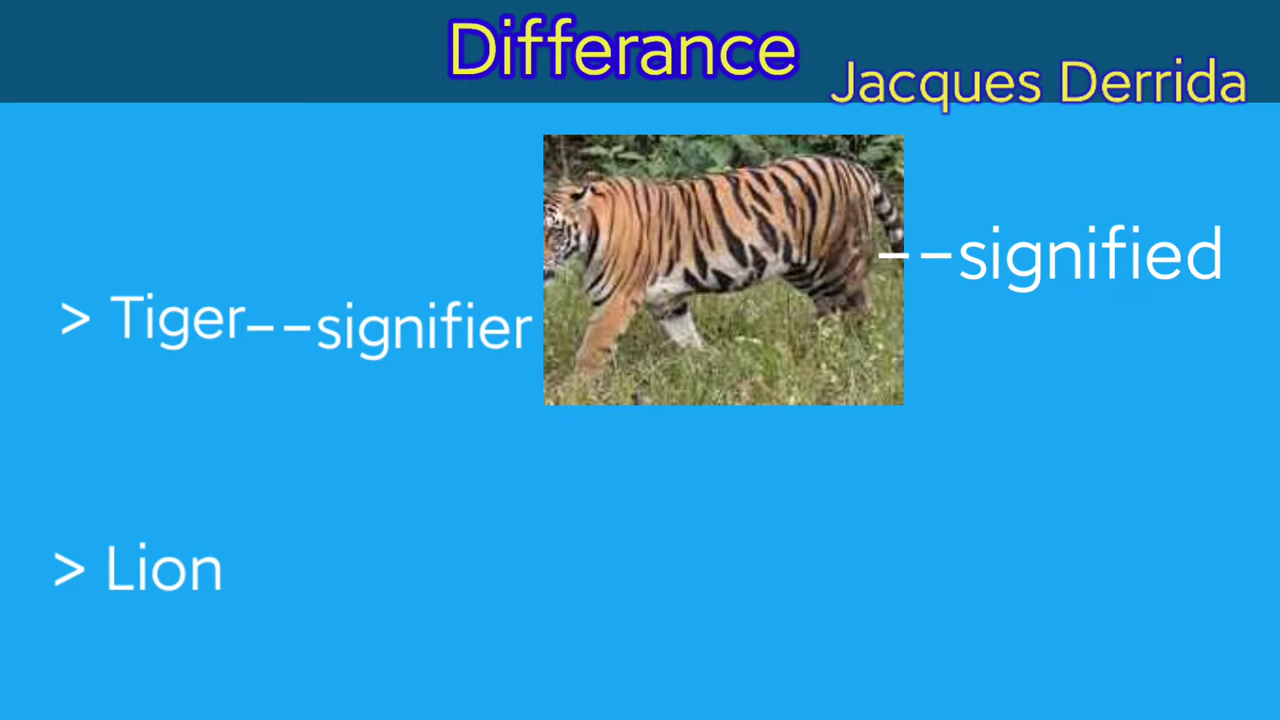 Differance
Jacques Derrida
> Tiger--signifier
--signified
> Lion